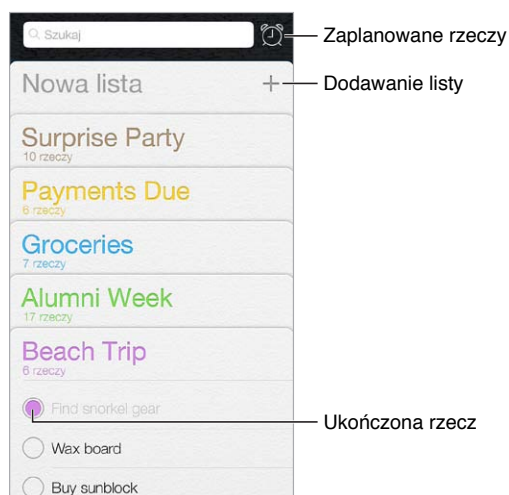 Szukaj
Zaplanowane rzeczy
Nowa lista
Dodawanie listy
Surprise Party
10 rzeczy
Payments Due
6 rzeczy
Groceries
7 rzeczy
Alumni Week
17 rzeczy
Beach Trip
6 rzeczy
Find snorkel gear
Ukończona rzecz
Wax board
Buy sunblock